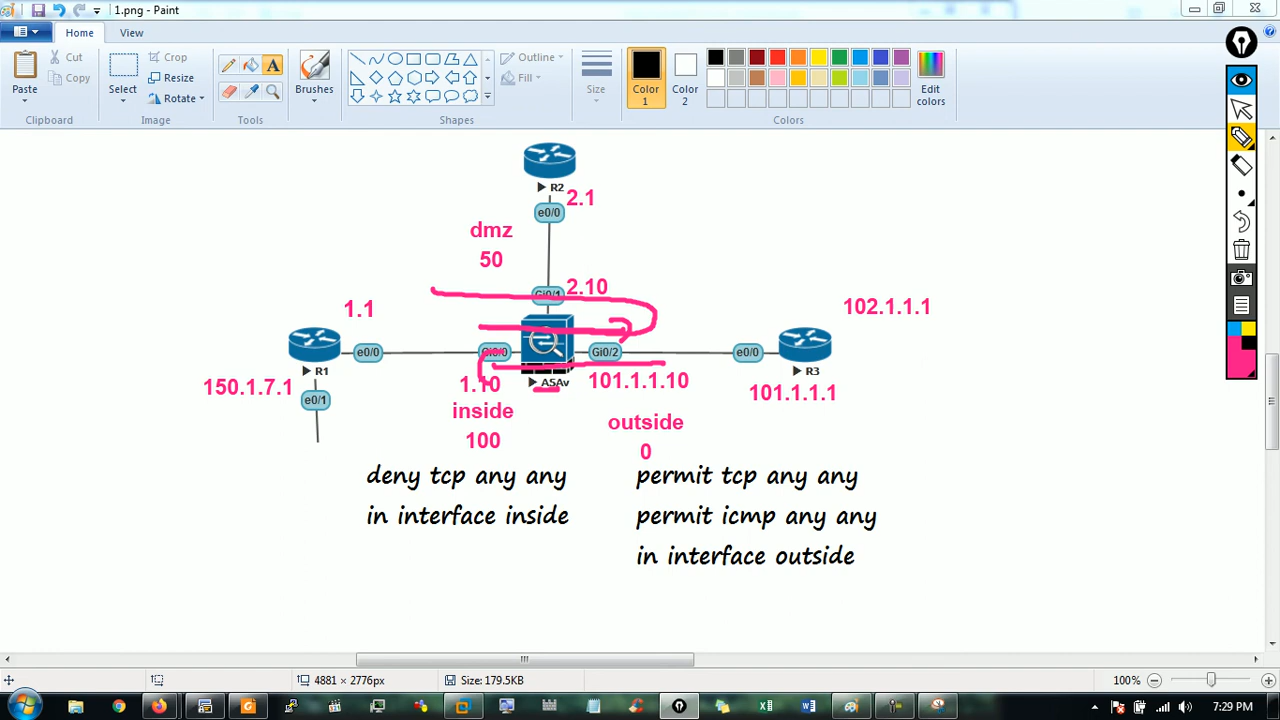 1.png - Paint
Home
View
Paste
Cut
Copy
Clipboard
Select
Crop
Resize
Rotate
Image
Tools
Brushes
Outline
Fill
Shapes
Size
Color 1
Color 2
Edit colors
Colors
R2
2.1
e0/0
dmz
50
2.10
Gi0/1
1.1
102.1.1.1
e0/0
Gi0/0
Gi0/2
e0/0
R1
R3
150.1.7.1
e0/1
1.10
ASAv
101.1.1.10
101.1.1.1
inside
100
outside
0
deny tcp any any
in interface inside
permit tcp any any
permit icmp any any
in interface outside
4881 × 2776px
Size: 179.5KB
100%
7:29 PM